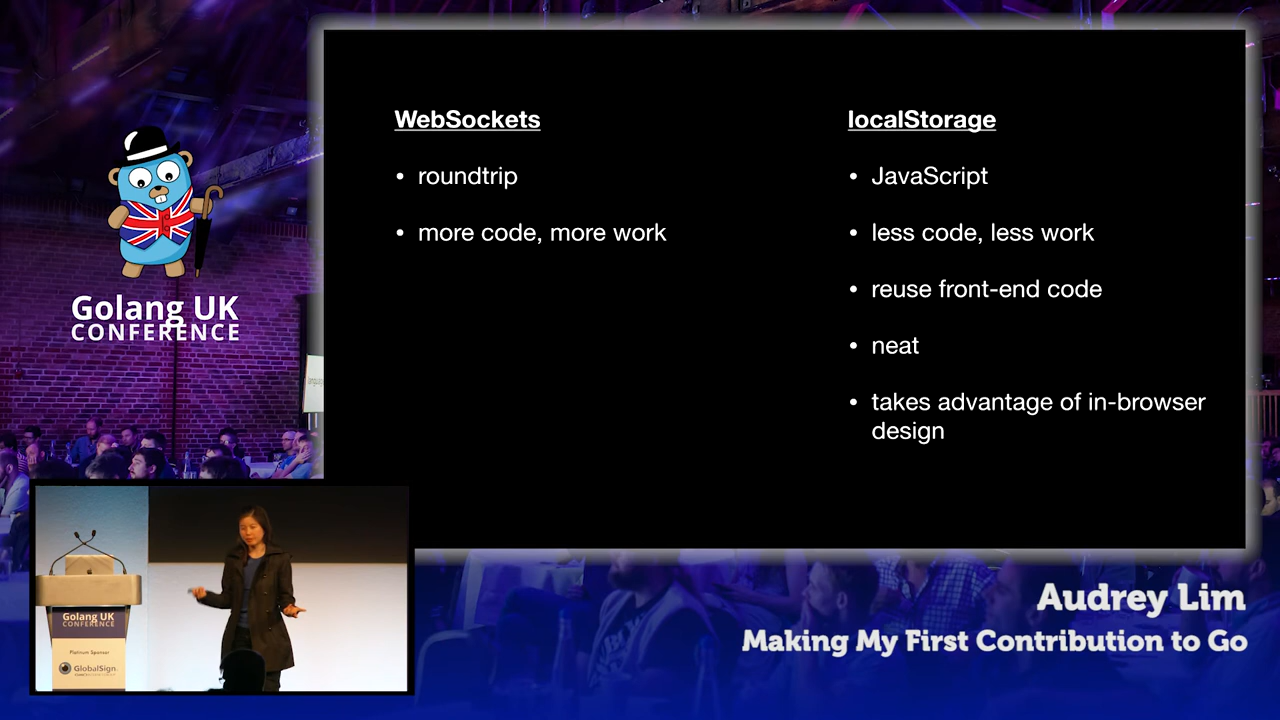 WebSockets
• roundtrip
• more code, more work
localStorage
• JavaScript
• less code, less work
• reuse front-end code
• neat
• takes advantage of in-browser
design
Golang UK
CONFERENCE
Golang UK
CONFERENCE
Platinum Sponsor
GlobalSign
Audrey Lim
Making My First Contribution to Go